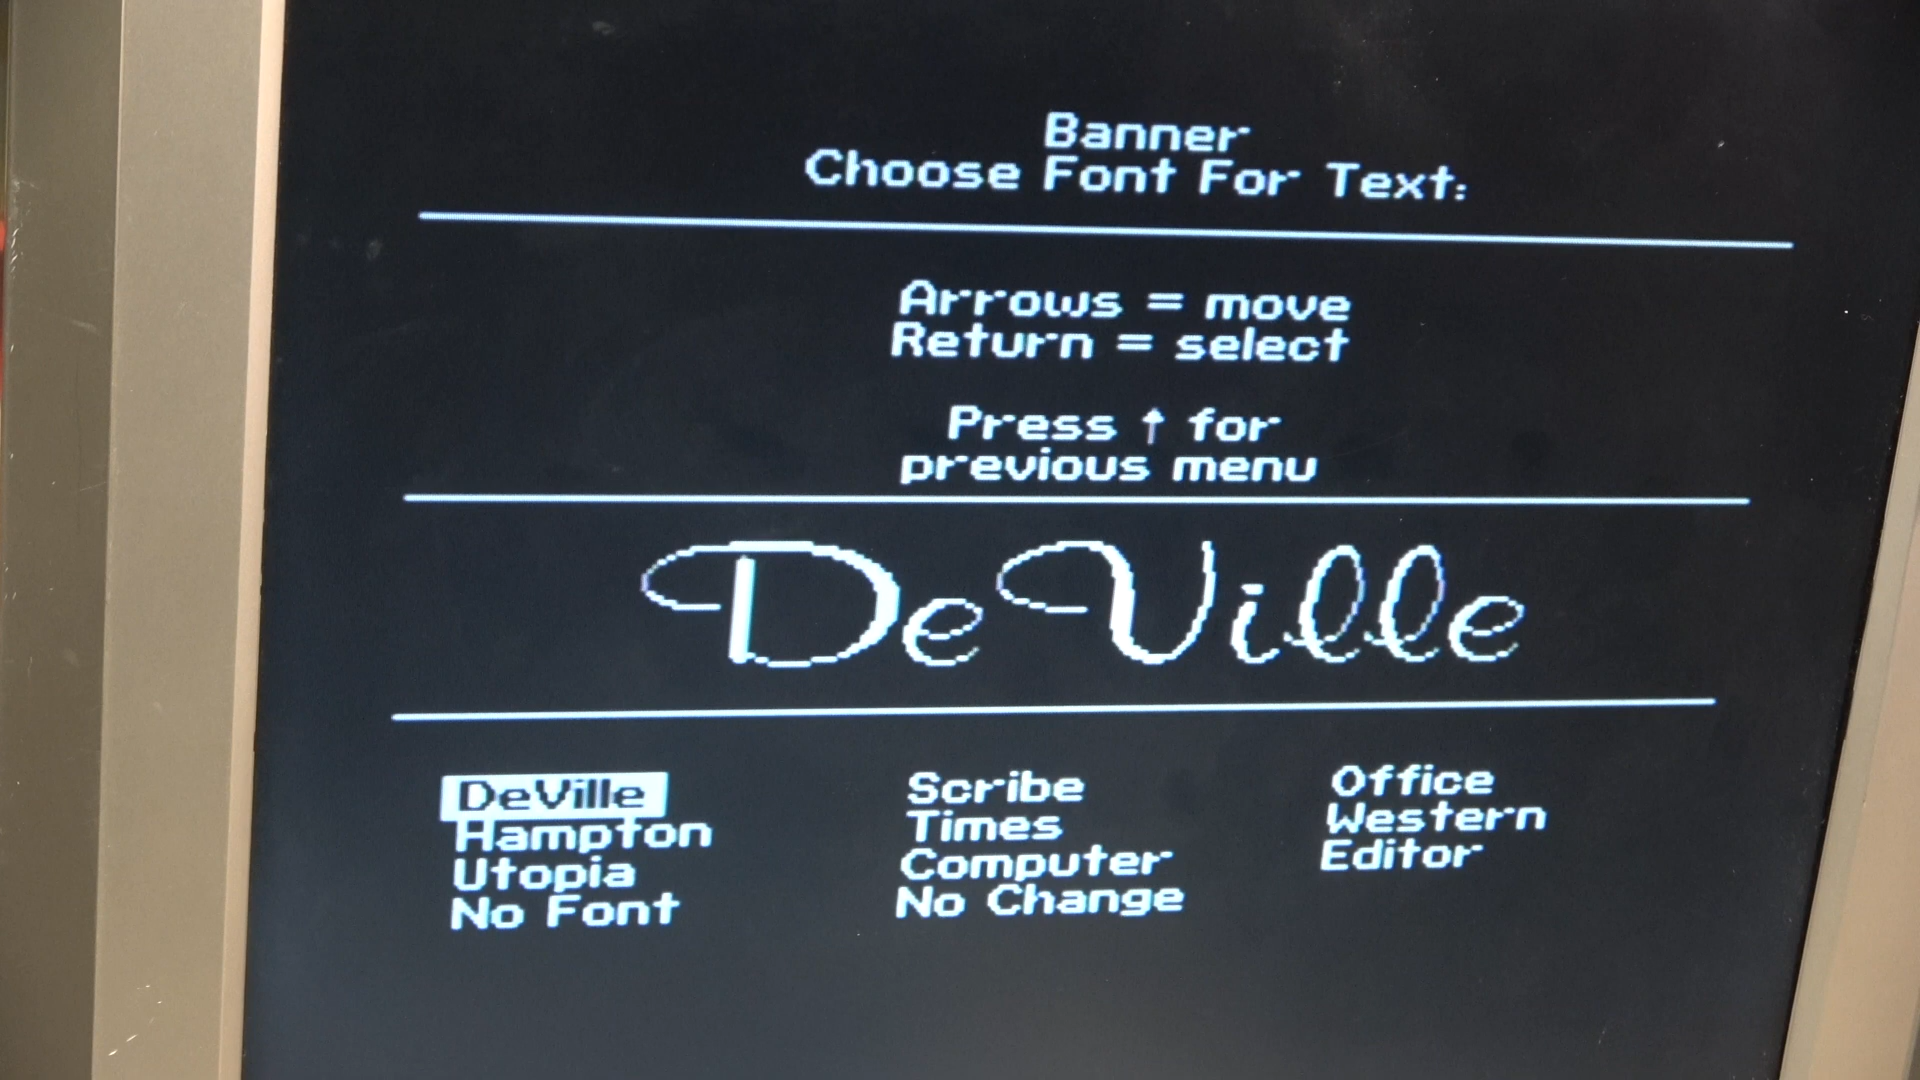 Banner
Choose Font For Text:
Arrows = move
Return = select
Press ↑ for
previous menu
DeVille
DeVille Scribe Office
Hampton Times Western
Utopia Computer Editor
No Font No Change